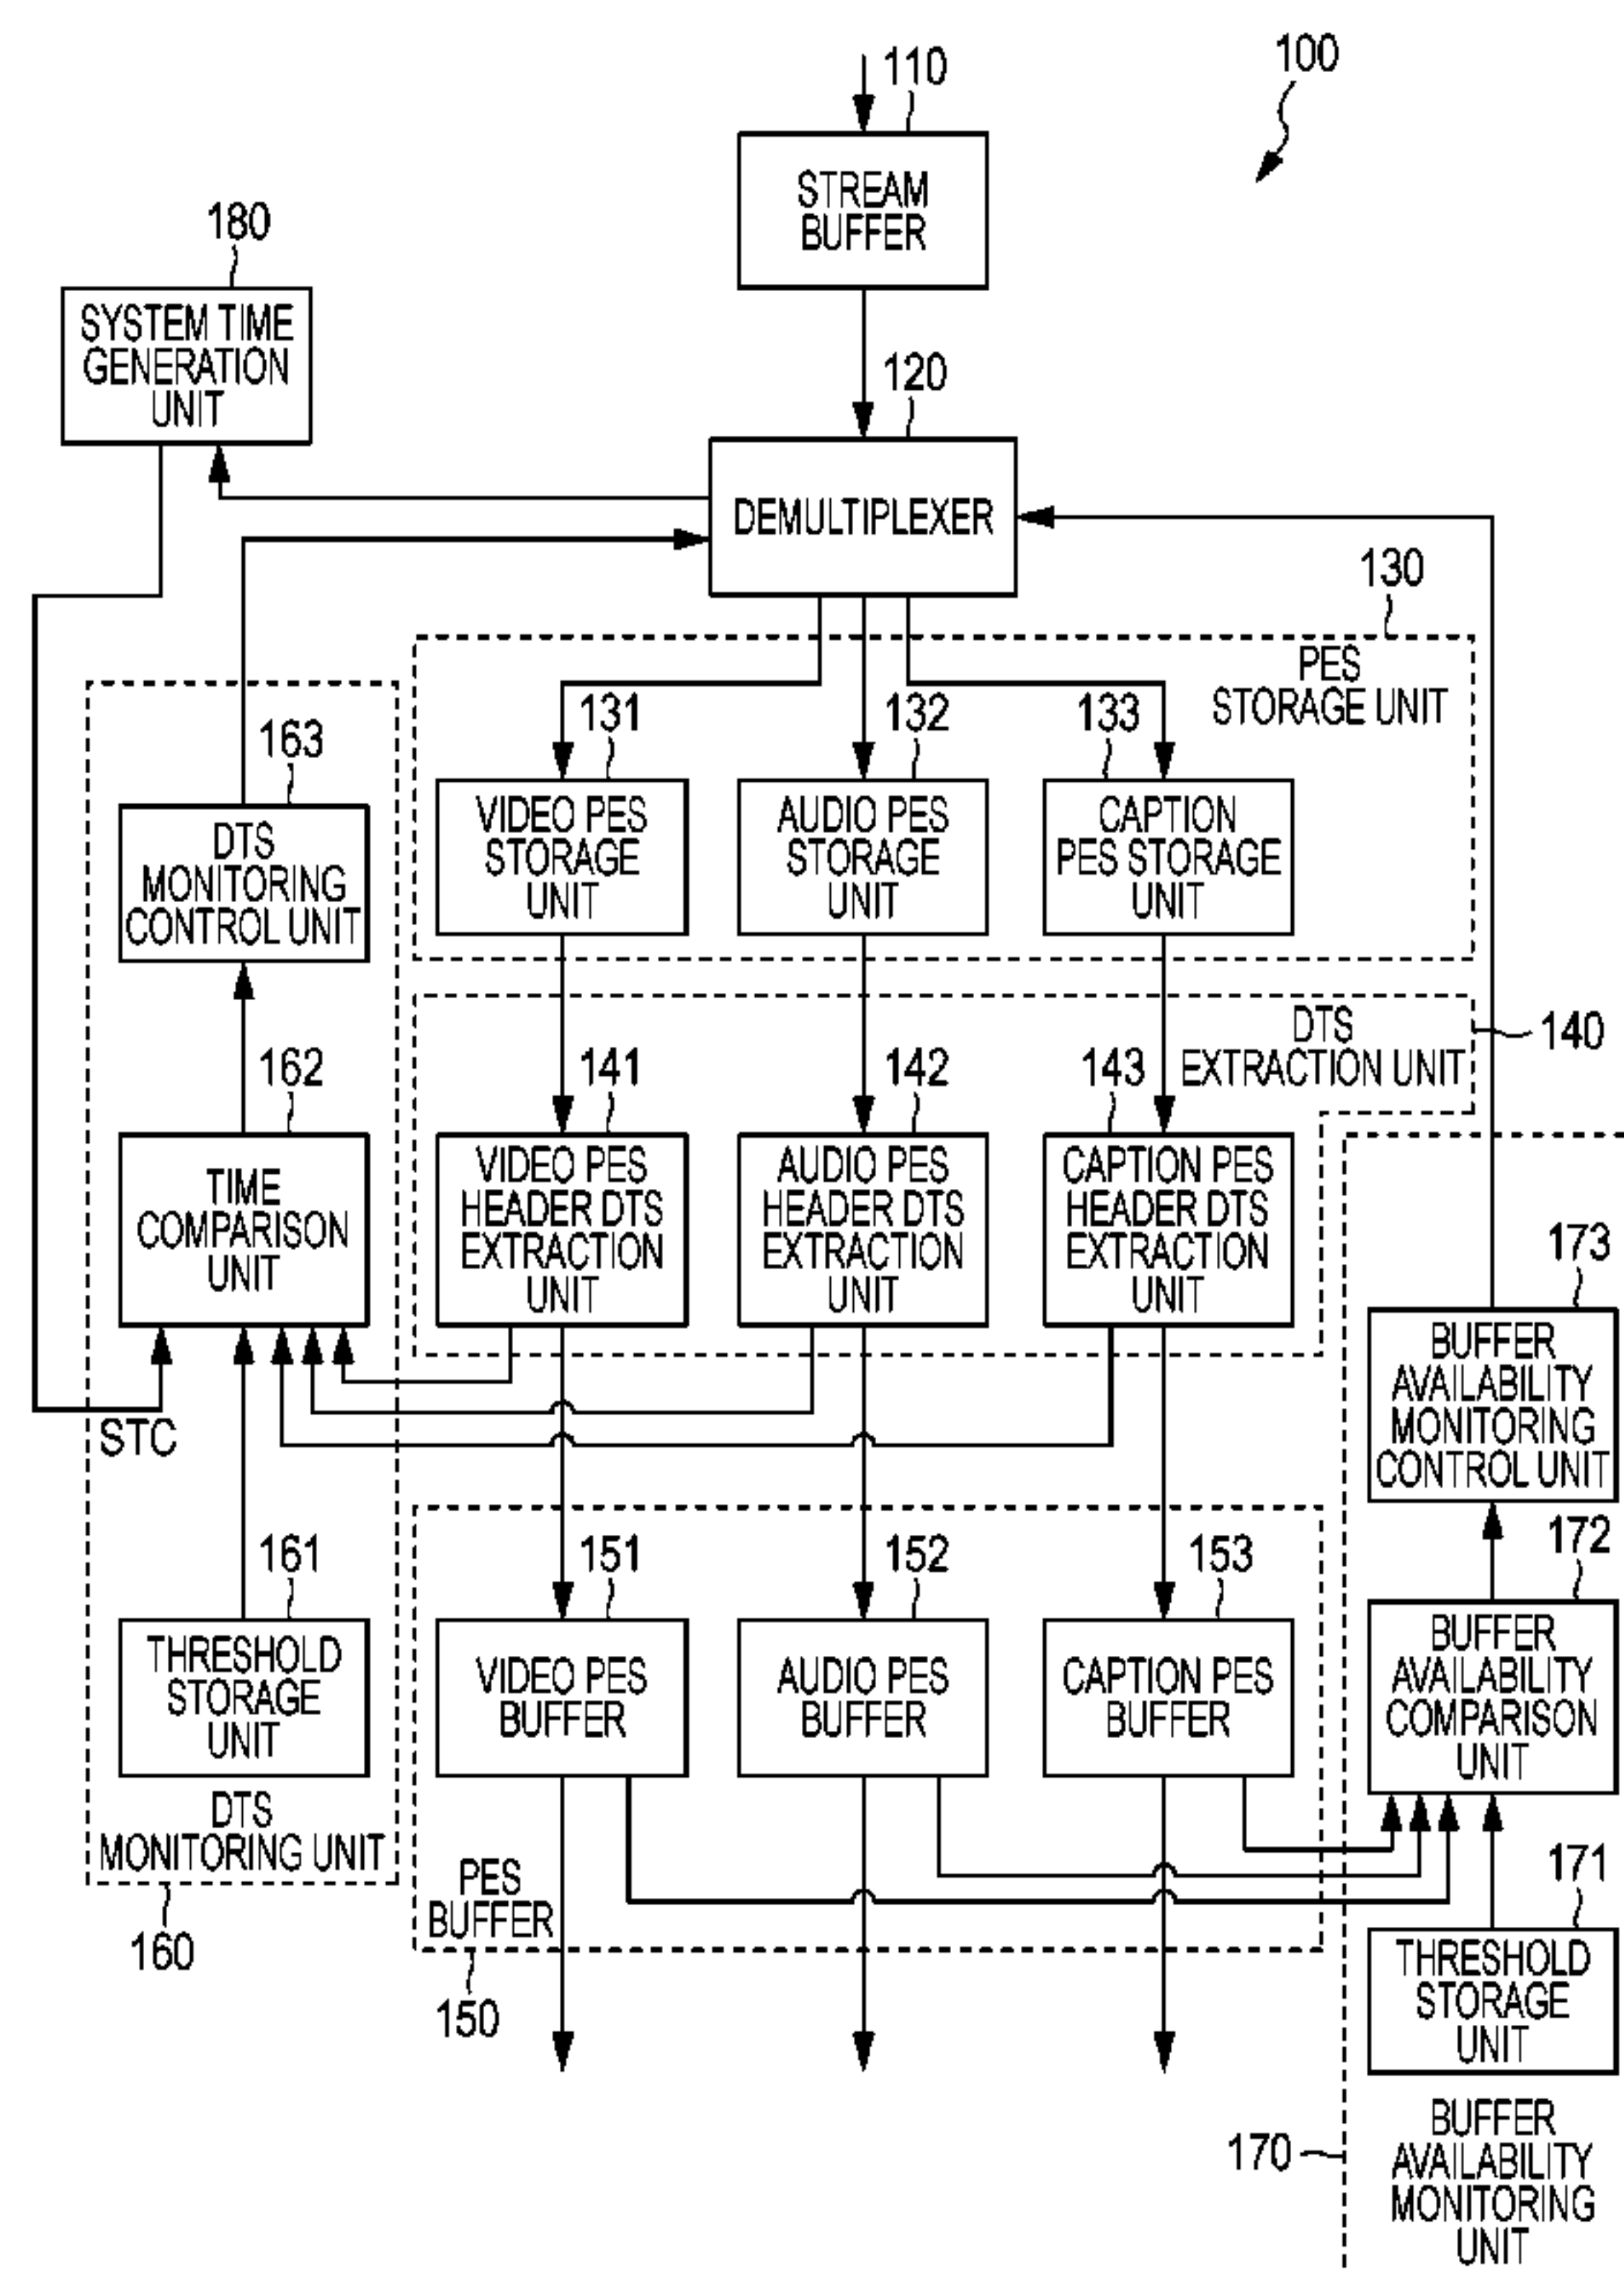 100
110
STREAM
BUFFER
180
SYSTEM TIME
GENERATION
UNIT
120
DEMULTIPLEXER
130
PES
STORAGE UNIT
131
VIDEO PES
STORAGE
UNIT
132
AUDIO PES
STORAGE
UNIT
133
CAPTION
PES STORAGE
UNIT
163
DTS
MONITORING
CONTROL UNIT
DTS
EXTRACTION UNIT
140
162
TIME
COMPARISON
UNIT
141
VIDEO PES
HEADER DTS
EXTRACTION
UNIT
142
AUDIO PES
HEADER DTS
EXTRACTION
UNIT
143
CAPTION PES
HEADER DTS
EXTRACTION
UNIT
173
BUFFER
AVAILABILITY
MONITORING
CONTROL UNIT
STC
161
THRESHOLD
STORAGE
UNIT
DTS
MONITORING UNIT
160
151
VIDEO PES
BUFFER
152
AUDIO PES
BUFFER
153
CAPTION PES
BUFFER
172
BUFFER
AVAILABILITY
COMPARISON
UNIT
PES
BUFFER
150
171
THRESHOLD
STORAGE
UNIT
170
BUFFER
AVAILABILITY
MONITORING
UNIT